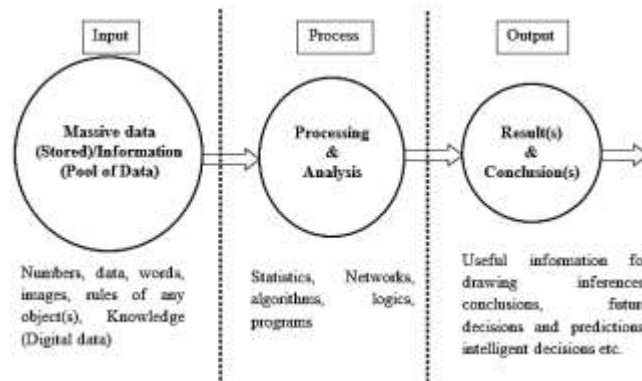 Input
Process
Output
Massive data
(Stored)/Information
(Pool of Data)
Processing
&
Analysis
Result(s)
&
Conclusion(s)
Numbers, data, words,
images, rules of any
object(s), Knowledge
(Digital data)
Statistics, Networks,
algorithms, logics,
programs
Useful information fo
drawing inferences
conclusions, futur
decisions and predictions
intelligent decisions etc.